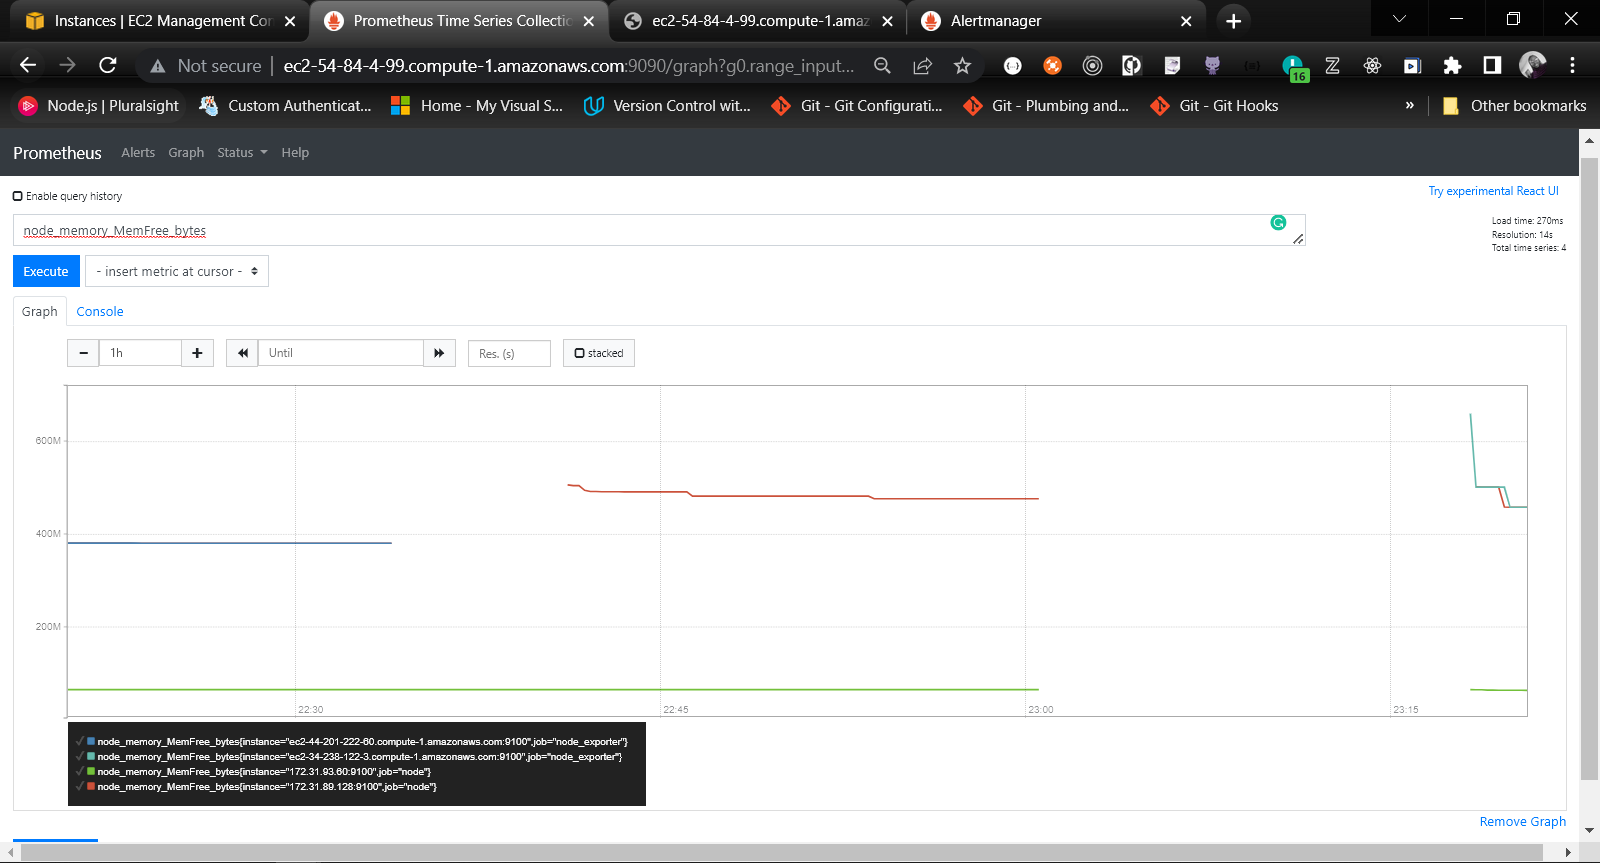 Instances | EC2 Management Con
Prometheus Time Series Collectio
ec2-54-84-4-99.compute-1.amaz
Alertmanager
Not secure
ec2-54-84-4-99.compute-1.amazonaws.com:9090/graph?g0.range_input...
16
Node.js | Pluralsight
Custom Authenticat...
Home - My Visual S...
Version Control wit...
Git - Git Configurati...
Git - Plumbing and...
Git - Git Hooks
»
Other bookmarks
Prometheus
Alerts
Graph
Status
Help
Enable query history
Try experimental React UI
node_memory_MemFree_bytes
Load time: 270ms
Resolution: 14s
Total time series: 4
Execute
- insert metric at cursor -
Graph
Console
1h
Until
Res. (s)
stacked
600M
400M
200M
22:30
22:45
23:00
23:15
node_memory_MemFree_bytes{instance="ec2-44-201-222-60.compute-1.amazonaws.com:9100",job="node_exporter"}
node_memory_MemFree_bytes{instance="ec2-34-238-122-3.compute-1.amazonaws.com:9100",job="node_exporter"}
node_memory_MemFree_bytes{instance="172.31.93.60:9100",job="node"}
node_memory_MemFree_bytes{instance="172.31.89.128:9100",job="node"}
Remove Graph